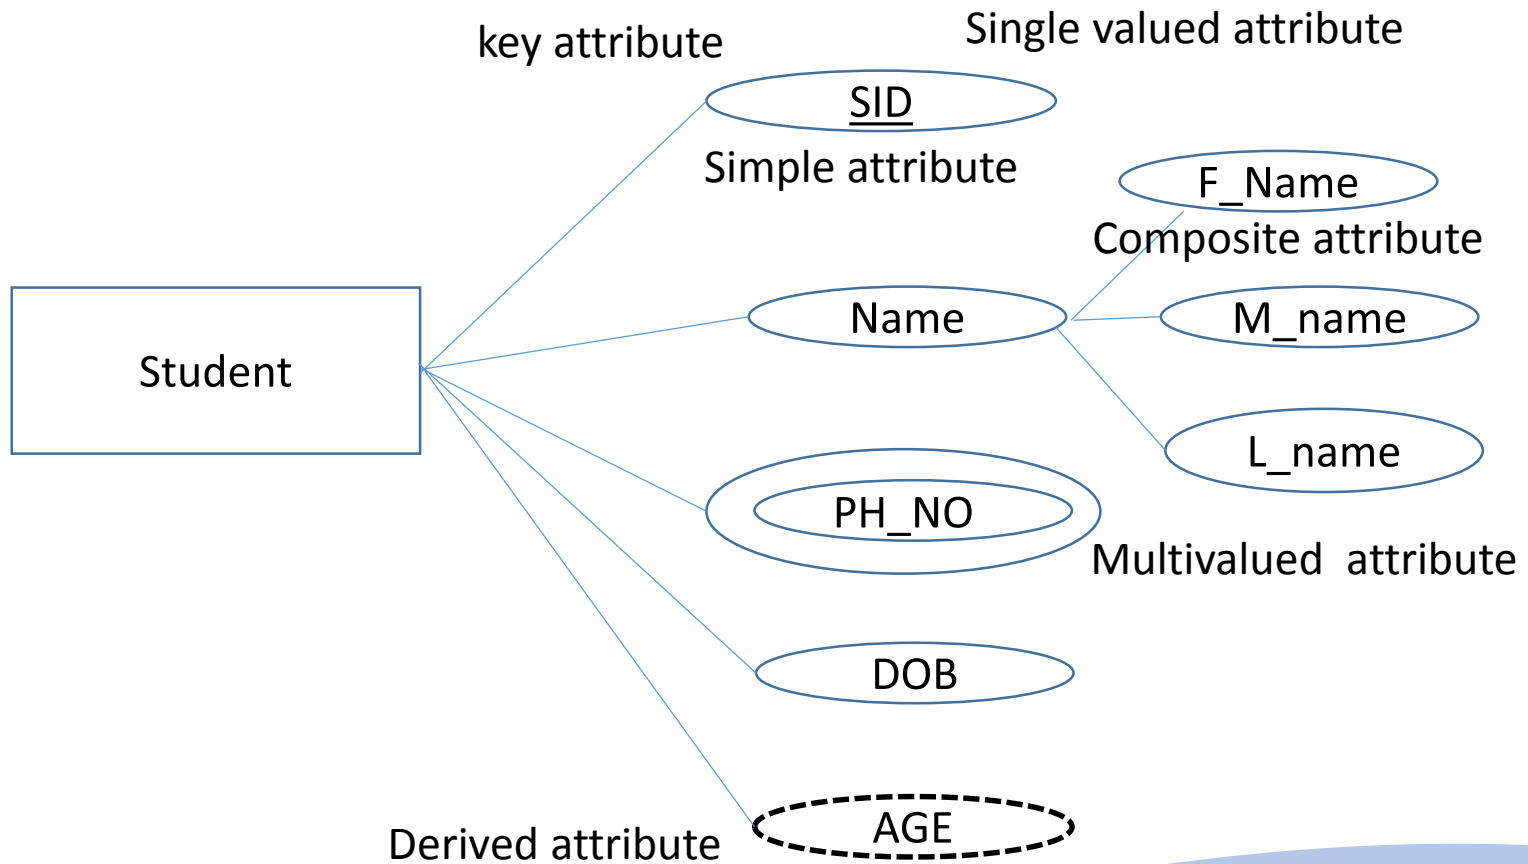 key attribute
Single valued attribute
SID
Simple attribute
F_Name
Composite attribute
Name
M_name
Student
L_name
PH_NO
Multivalued  attribute
DOB
AGE
Derived attribute